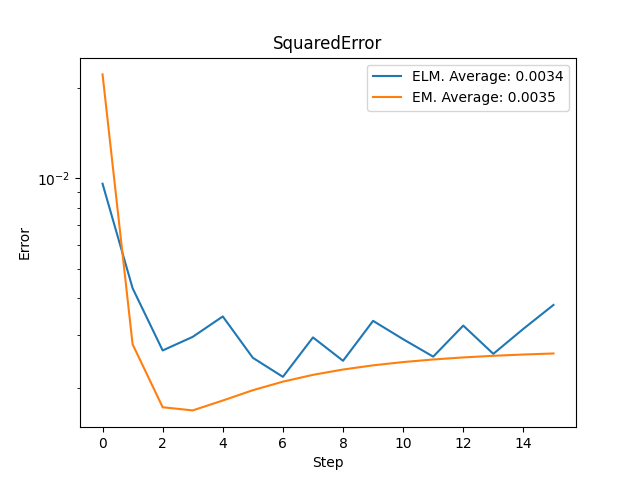 SquaredError
ELM. Average: 0.0034
EM. Average: 0.0035
10⁻²
Error
0 2 4 6 8 10 12 14
Step